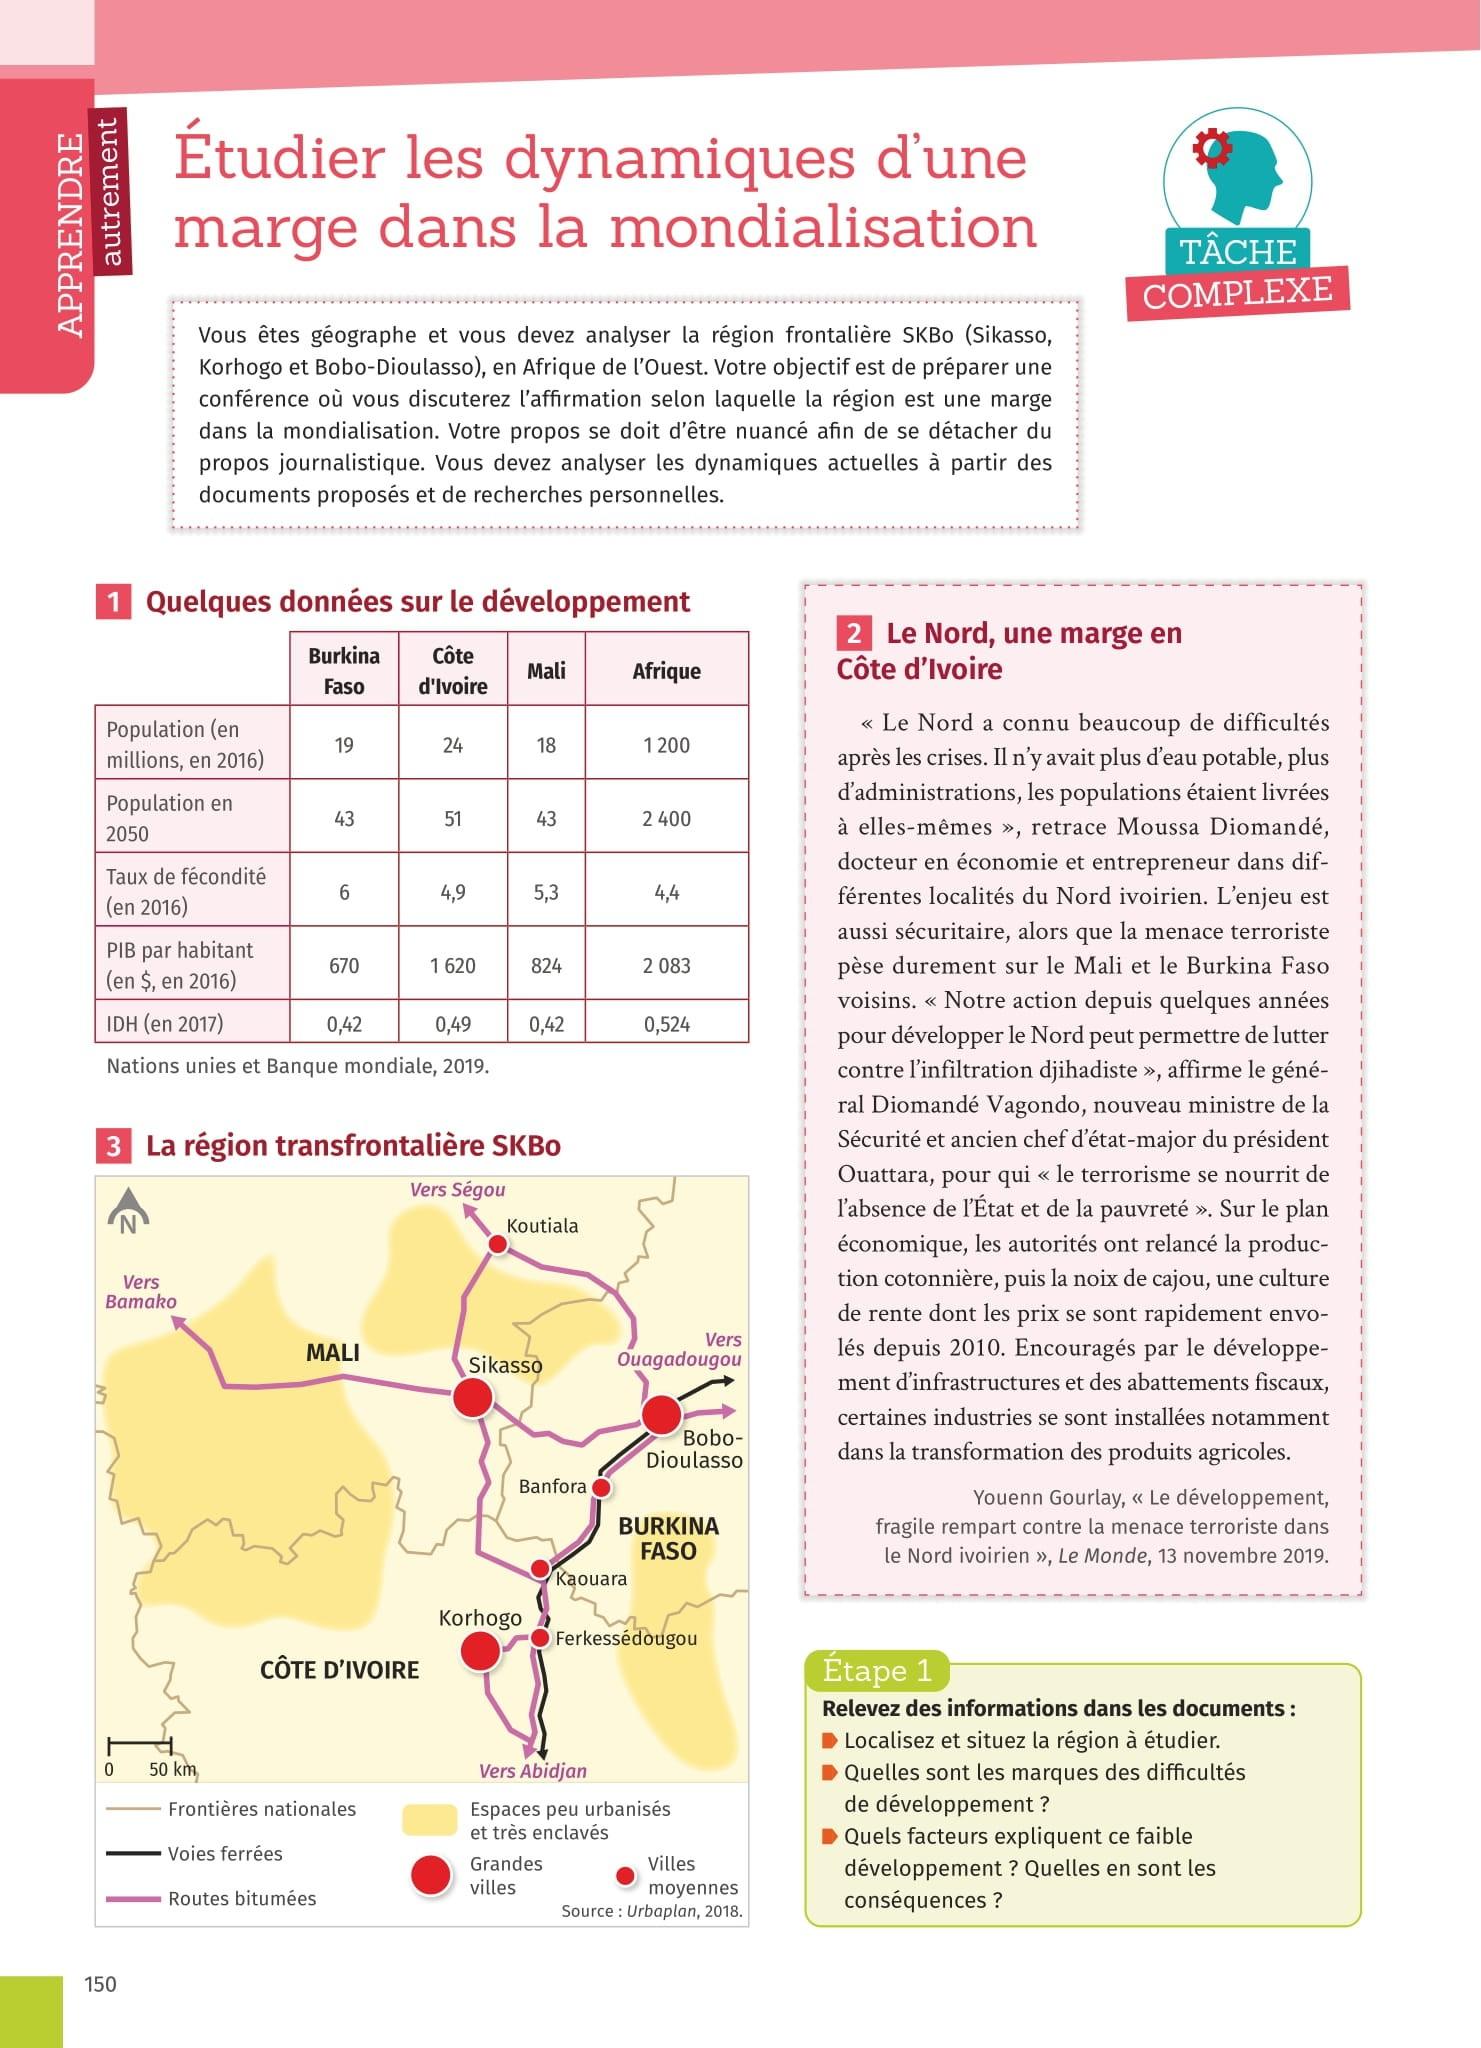 APPRENDRE
autrement
Étudier les dynamiques d'une
marge dans la mondialisation
TÂCHE
COMPLEXE
Vous êtes géographe et vous devez analyser la région frontalière SKBo (Sikasso,
Korhogo et Bobo-Dioulasso), en Afrique de l'Ouest. Votre objectif est de préparer une
conférence où vous discuterez l'affirmation selon laquelle la région est une marge
dans la mondialisation. Votre propos se doit d'être nuancé afin de se détacher du
propos journalistique. Vous devez analyser les dynamiques actuelles à partir des
documents proposés et de recherches personnelles.
1 Quelques données sur le développement
Burkina Faso Côte d'Ivoire Mali Afrique
Population (en millions, en 2016) 19 24 18 1 200
Population en 2050 43 51 43 2 400
Taux de fécondité (en 2016) 6 4,9 5,3 4,4
PIB par habitant (en $, en 2016) 670 1 620 824 2 083
IDH (en 2017) 0,42 0,49 0,42 0,524
Nations unies et Banque mondiale, 2019.
2 Le Nord, une marge en
Côte d'Ivoire
« Le Nord a connu beaucoup de difficultés
après les crises. Il n'y avait plus d'eau potable, plus
d'administrations, les populations étaient livrées
à elles-mêmes », retrace Moussa Diomandé,
docteur en économie et entrepreneur dans dif-
férentes localités du Nord ivoirien. L'enjeu est
aussi sécuritaire, alors que la menace terroriste
pèse durement sur le Mali et le Burkina Faso
voisins. « Notre action depuis quelques années
pour développer le Nord peut permettre de lutter
contre l'infiltration djihadiste », affirme le géné-
ral Diomandé Vagondo, nouveau ministre de la
Sécurité et ancien chef d'état-major du président
Ouattara, pour qui « le terrorisme se nourrit de
l'absence de l'État et de la pauvreté ». Sur le plan
économique, les autorités ont relancé la produc-
tion cotonnière, puis la noix de cajou, une culture
de rente dont les prix se sont rapidement envo-
lés depuis 2010. Encouragés par le développe-
ment d'infrastructures et des abattements fiscaux,
certaines industries se sont installées notamment
dans la transformation des produits agricoles.
Youenn Gourlay, « Le développement,
fragile rempart contre la menace terroriste dans
le Nord ivoirien », Le Monde, 13 novembre 2019.
3 La région transfrontalière SKBo
N
Vers Ségou
Koutiala
Vers
Bamako
MALI
Sikasso
Vers
Ouagadougou
Bobo-
Dioulasso
Banfora
BURKINA
FASO
Kaouara
Korhogo
Ferkessédougou
CÔTE D'IVOIRE
0 50 km
Vers Abidjan
Frontières nationales
Voies ferrées
Routes bitumées
Espaces peu urbanisés
et très enclavés
Grandes
villes
Villes
moyennes
Source : Urbaplan, 2018.
Étape 1
Relevez des informations dans les documents :
Localisez et situez la région à étudier.
Quelles sont les marques des difficultés
de développement ?
Quels facteurs expliquent ce faible
développement ? Quelles en sont les
conséquences ?
150